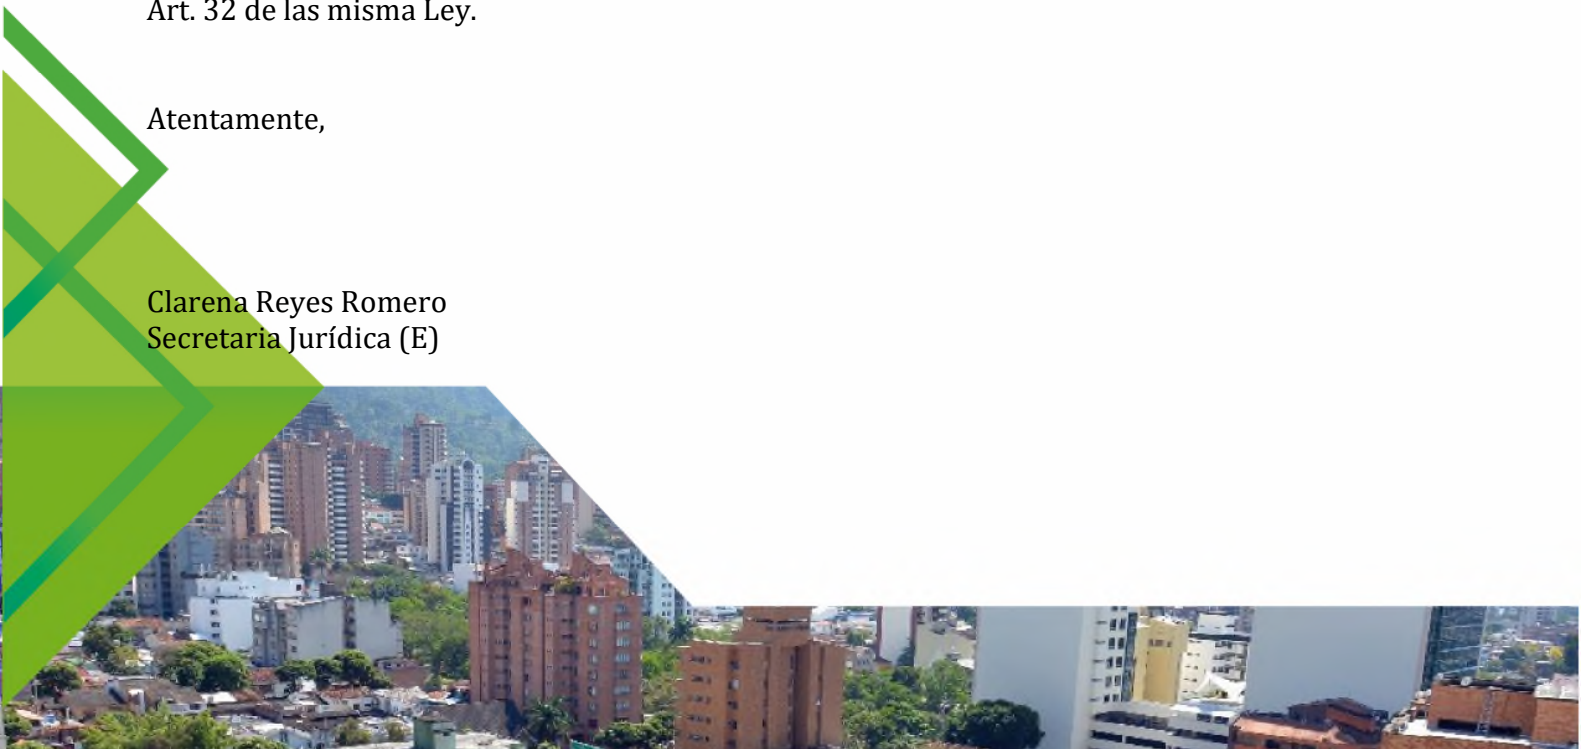 Art. 32 de las misma Ley.
Atentamente,
Clarena Reyes Romero
Secretaria Jurídica (E)